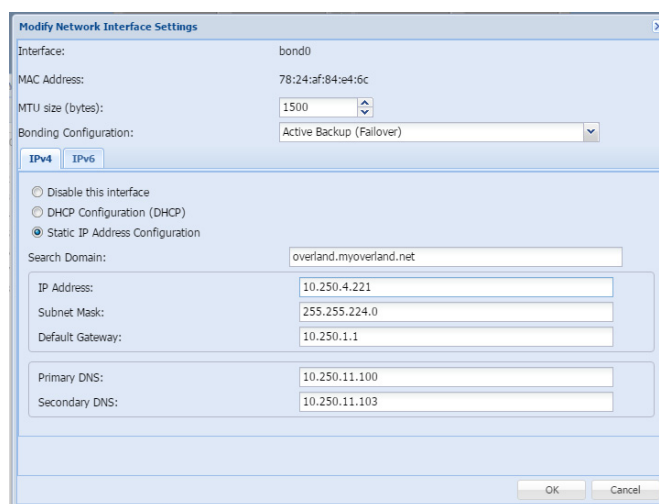 Modify Network Interface Settings
Interface: bond0
MAC Address: 78:24:af:84:e4:6c
MTU size (bytes): 1500
Bonding Configuration: Active Backup (Failover)
IPv4 IPv6
Disable this interface
DHCP Configuration (DHCP)
Static IP Address Configuration
Search Domain: overland.myoverland.net
IP Address: 10.250.4.221
Subnet Mask: 255.255.224.0
Default Gateway: 10.250.1.1
Primary DNS: 10.250.11.100
Secondary DNS: 10.250.11.103
OK Cancel